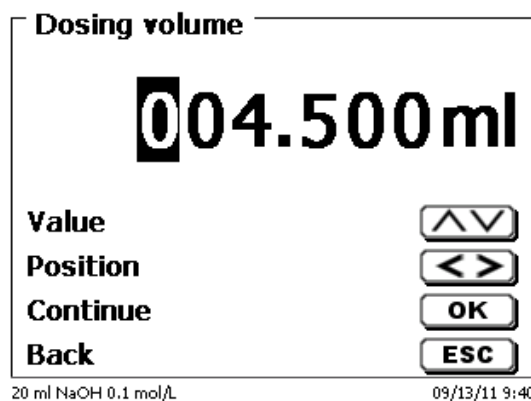 Dosing volume
004.500ml
Value
Position
Continue OK
Back ESC
20 ml NaOH 0.1 mol/L 09/13/11 9:40